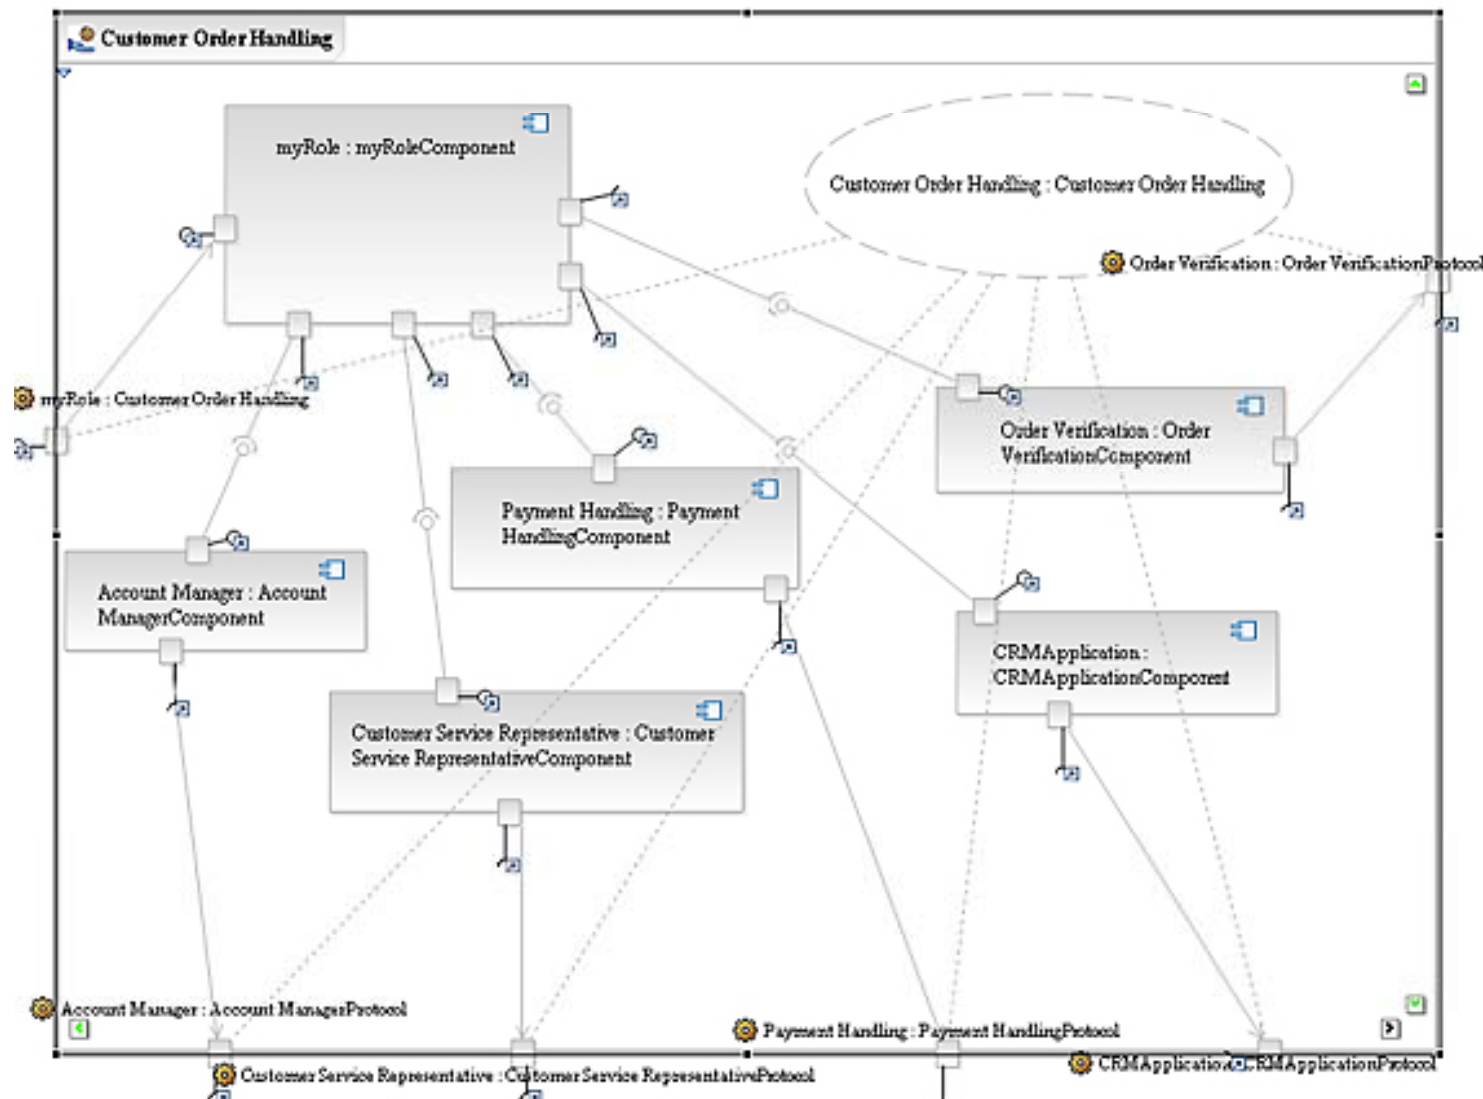 Customer Order Handling
myRole : myRoleComponent
Customer Order Handling : Customer Order Handling
Order Verification : Order VerificationProtocol
myRole : Customer Order Handling
Order Verification : Order
VerificationComponent
Payment Handling : Payment
HandlingComponent
Account Manager : Account
ManagerComponent
CRMApplication :
CRMApplicationComponent
Customer Service Representative : Customer
Service RepresentativeComponent
Account Manager : Account ManagerProtocol
Payment Handling : Payment HandlingProtocol
CRMApplication : CRMApplicationProtocol
Customer Service Representative : Customer Service RepresentativeProtocol